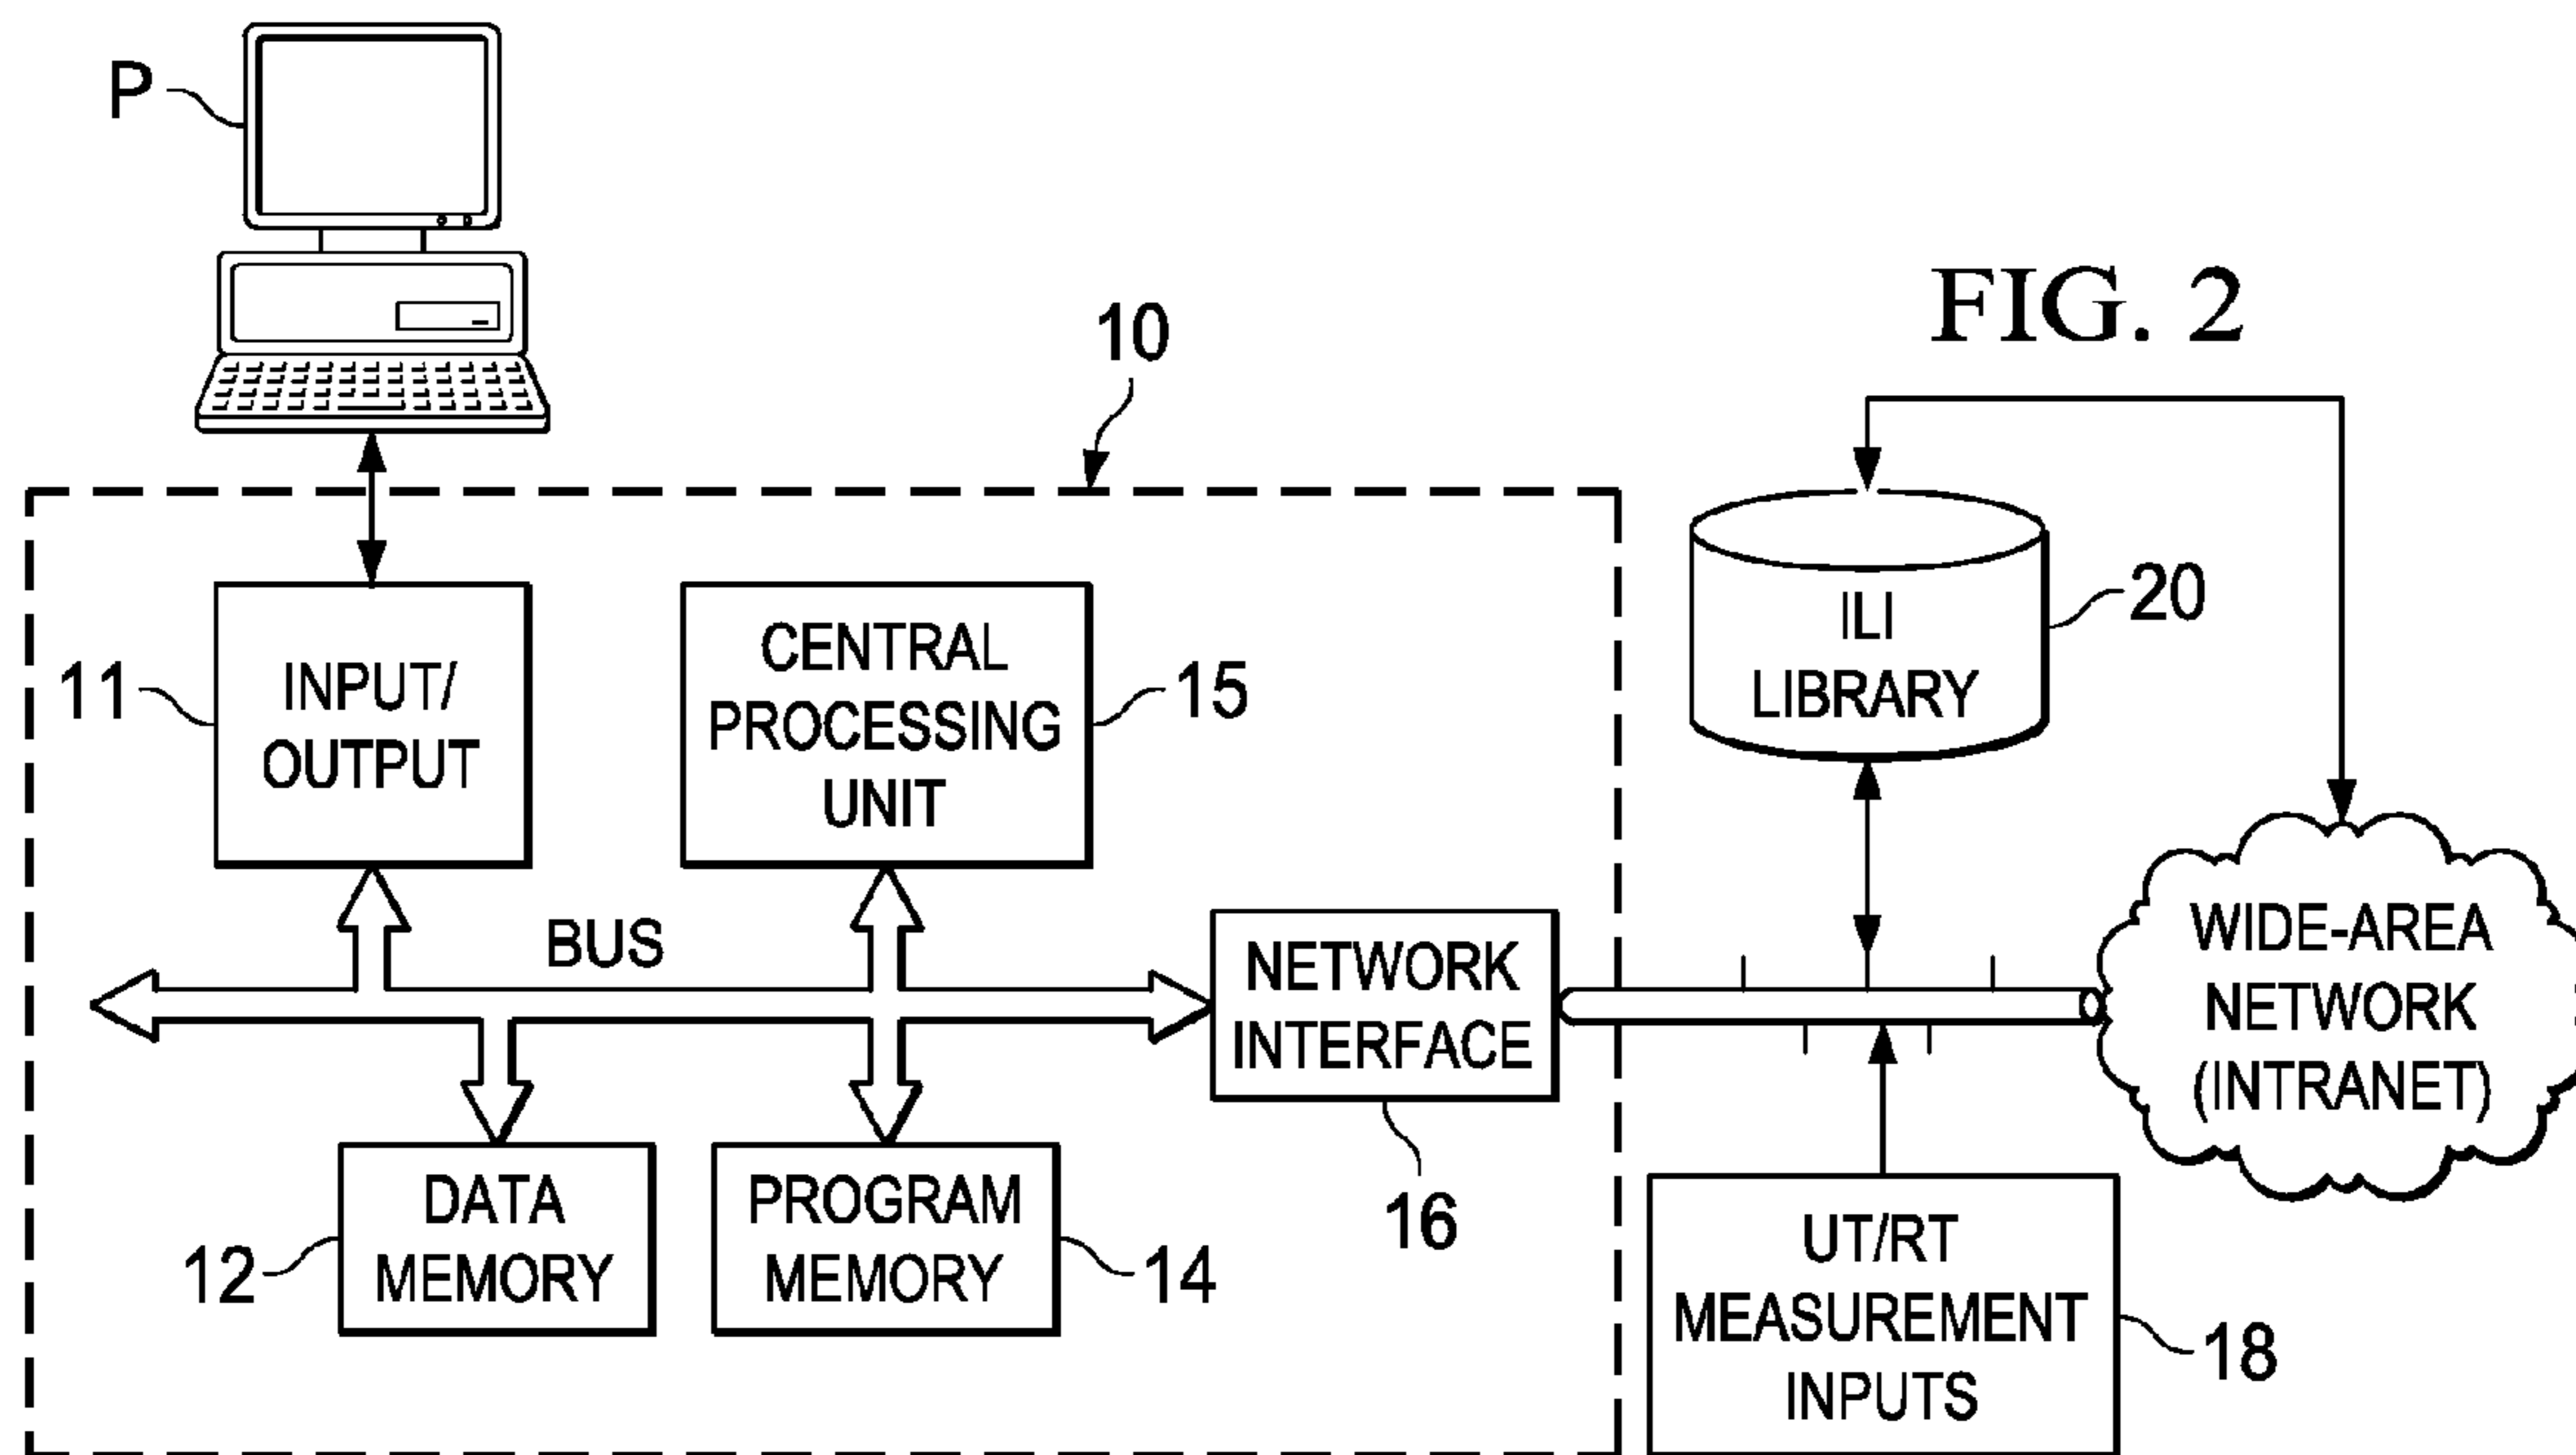 P
FIG. 2
10
11
INPUT/
OUTPUT
CENTRAL
PROCESSING
UNIT
15
ILI
LIBRARY
20
BUS
NETWORK
INTERFACE
16
WIDE-AREA
NETWORK
(INTRANET)
12
DATA
MEMORY
PROGRAM
MEMORY
14
UT/RT
MEASUREMENT
INPUTS
18